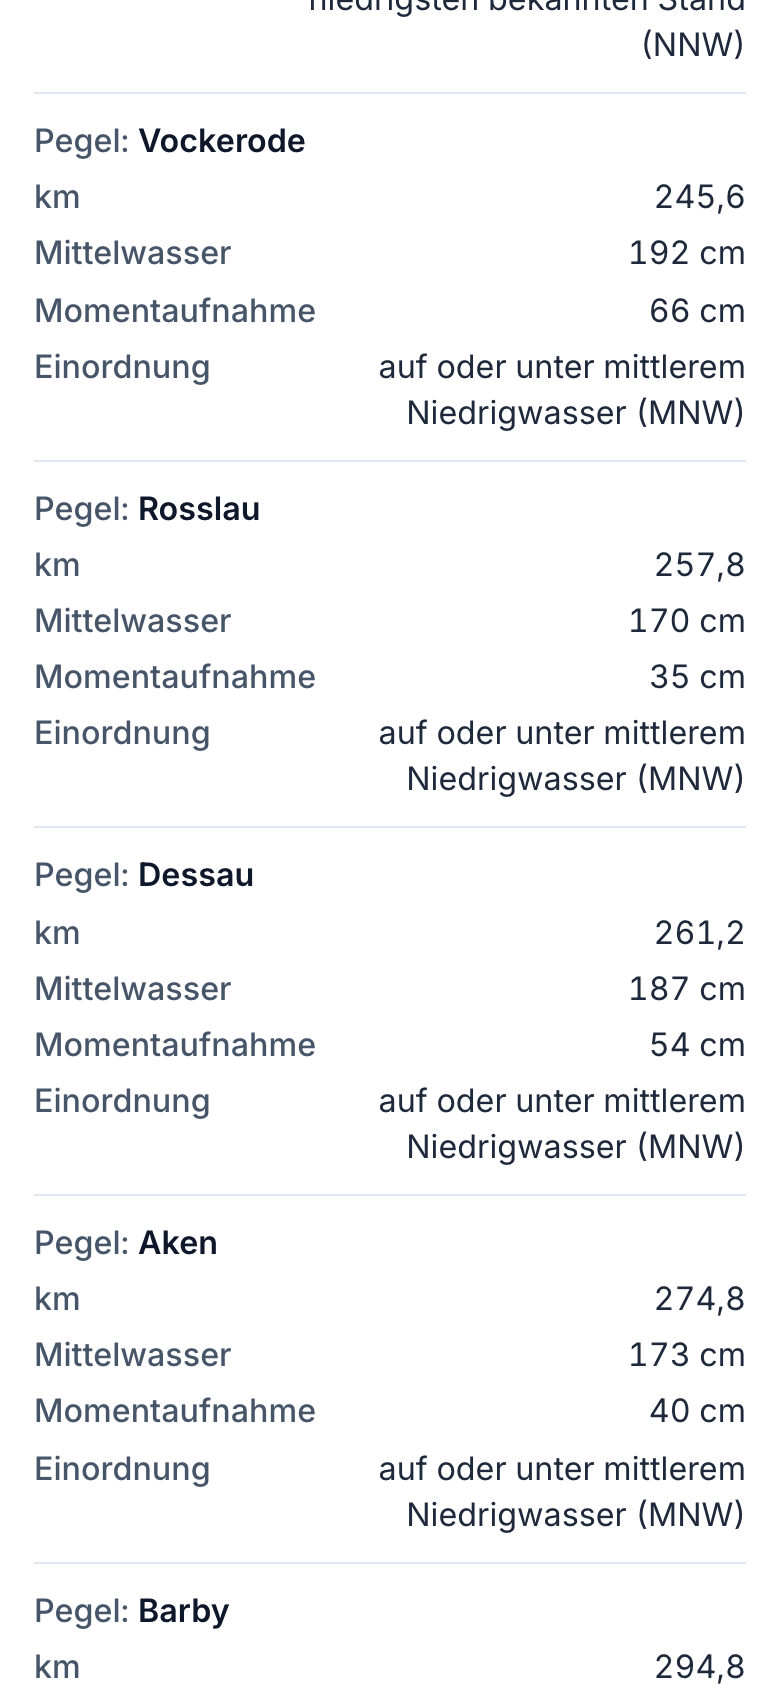 niedrigsten bekannten Stand
(NNW)
Pegel: Vockerode
km 245,6
Mittelwasser 192 cm
Momentaufnahme 66 cm
Einordnung auf oder unter mittlerem
Niedrigwasser (MNW)
Pegel: Rosslau
km 257,8
Mittelwasser 170 cm
Momentaufnahme 35 cm
Einordnung auf oder unter mittlerem
Niedrigwasser (MNW)
Pegel: Dessau
km 261,2
Mittelwasser 187 cm
Momentaufnahme 54 cm
Einordnung auf oder unter mittlerem
Niedrigwasser (MNW)
Pegel: Aken
km 274,8
Mittelwasser 173 cm
Momentaufnahme 40 cm
Einordnung auf oder unter mittlerem
Niedrigwasser (MNW)
Pegel: Barby
km 294,8